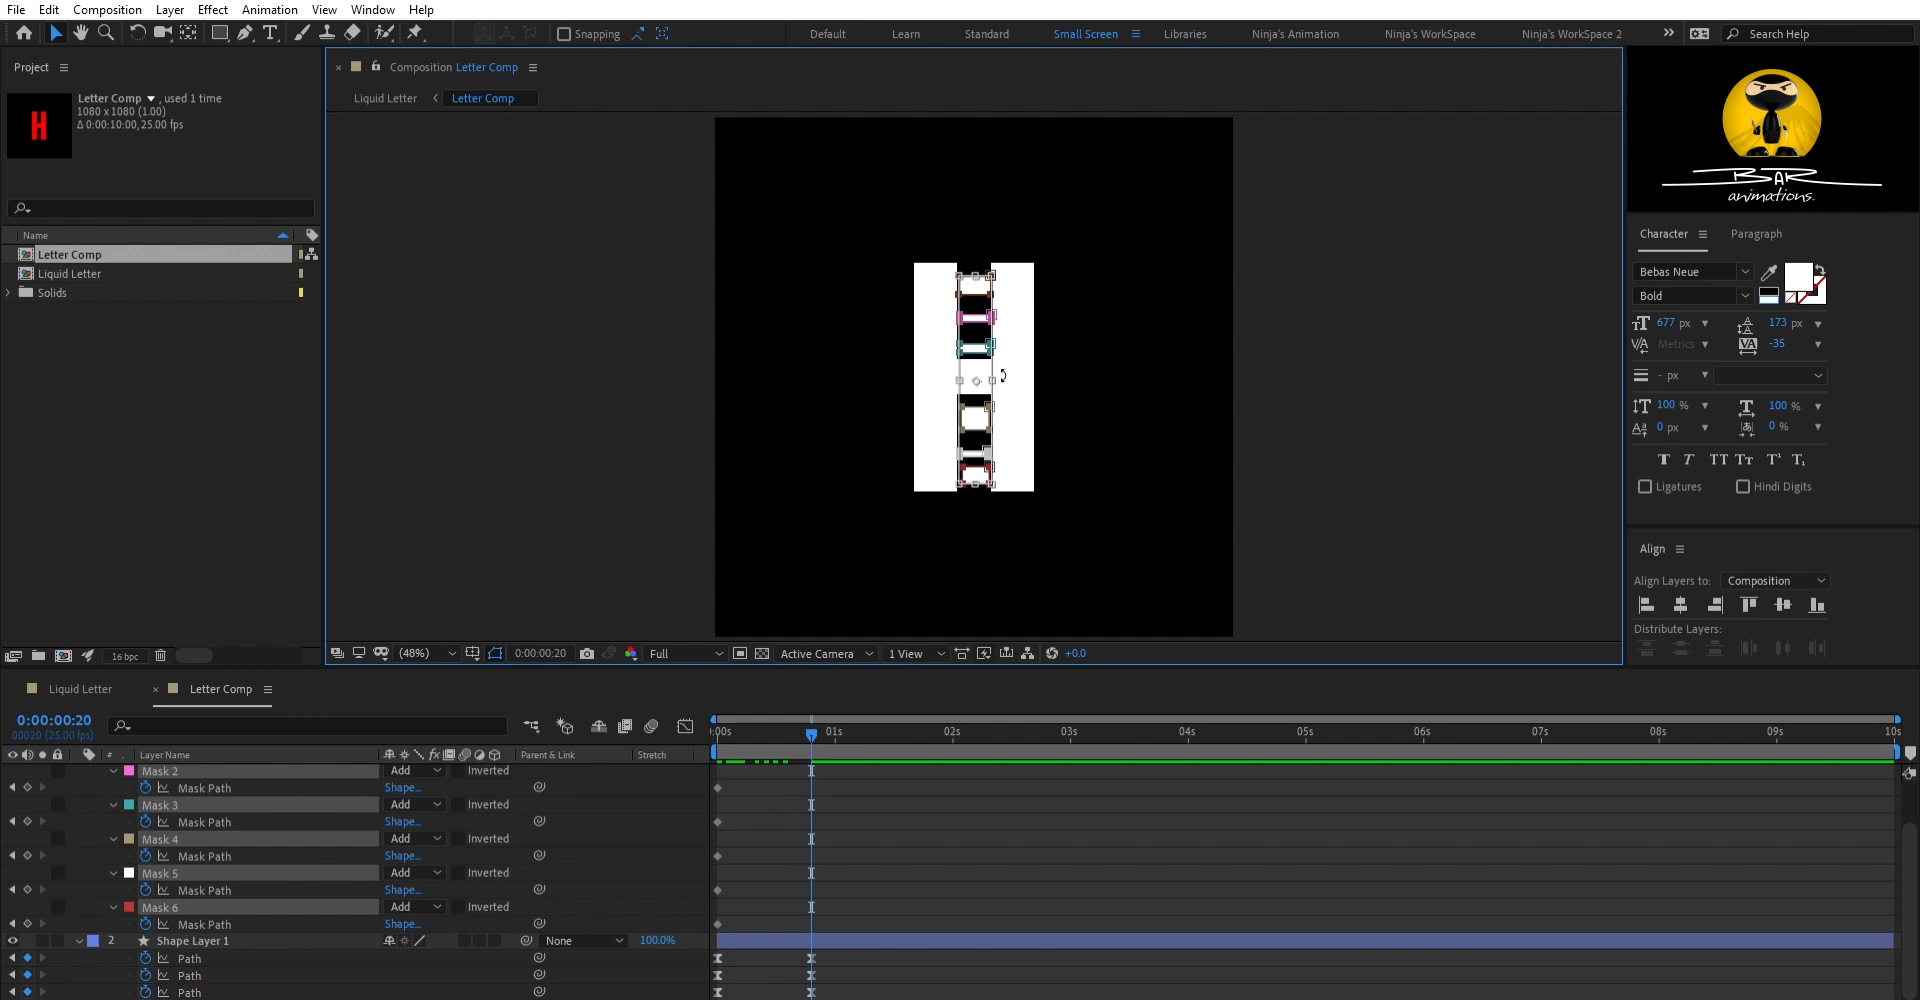 File Edit Composition Layer Effect Animation View Window Help
Snapping Default Learn Standard Small Screen Libraries Ninja's Animation Ninja's WorkSpace Ninja's WorkSpace 2 Search Help
Project
Letter Comp , used 1 time
1080 x 1080 (1.00)
Δ 0:00:10:00, 25.00 fps
H
Name
Letter Comp
Liquid Letter
Solids
16 bpc
Composition Letter Comp
Liquid Letter Letter Comp
(48%) 0:00:00:20 Full Active Camera 1 View +0.0
BAR
animations.
Character Paragraph
Bebas Neue
Bold
677 px 173 px
Metrics -35
- px
100 % 100 %
0 px 0 %
T T TT Tт T¹ T₁
Ligatures Hindi Digits
Align
Align Layers to: Composition
Distribute Layers:
Liquid Letter Letter Comp
0:00:00:20
00020 (25.00 fps)
# . Layer Name Parent & Link Stretch
):00s 01s 02s 03s 04s 05s 06s 07s 08s 09s 10s
Mask 2 Add Inverted
Mask Path Shape...
Mask 3 Add Inverted
Mask Path Shape...
Mask 4 Add Inverted
Mask Path Shape...
Mask 5 Add Inverted
Mask Path Shape...
Mask 6 Add Inverted
Mask Path Shape...
2 Shape Layer 1 None 100.0%
Path
Path
Path